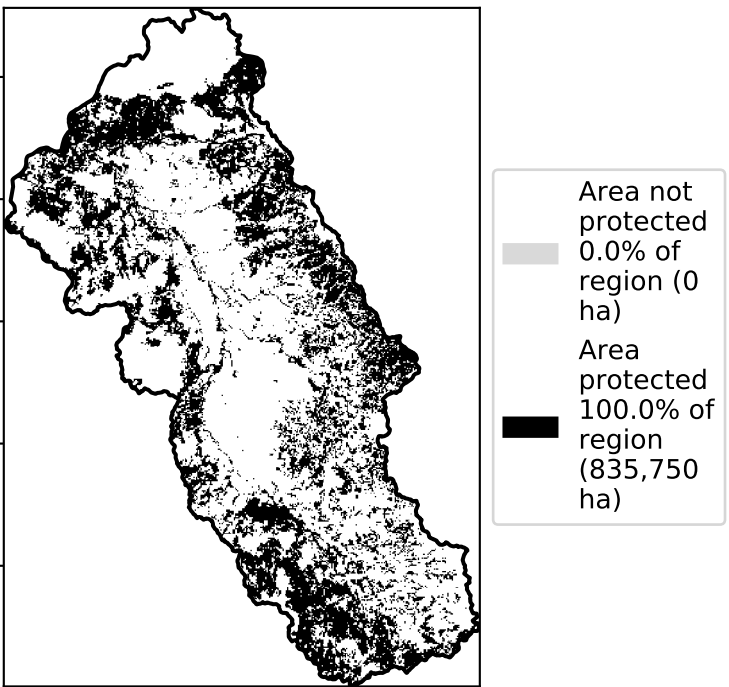 Area not
protected
0.0% of
region (0
ha)
Area
protected
100.0% of
region
(835,750
ha)